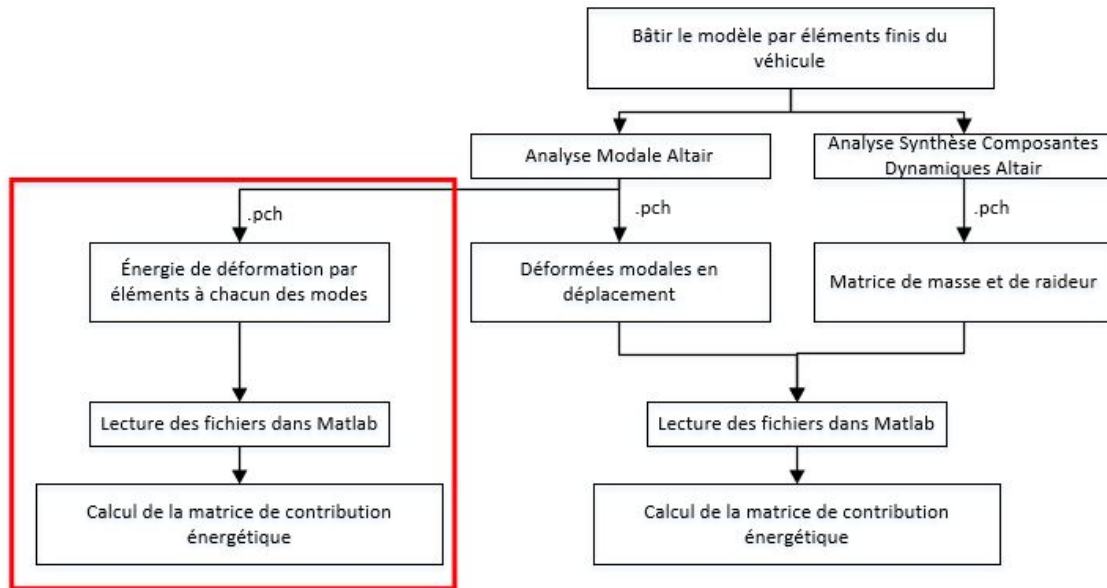 Bâtir le modèle par éléments finis du
véhicule
Analyse Modale Altair
Analyse Synthèse Composantes
Dynamiques Altair
.pch
.pch
.pch
Énergie de déformation par
éléments à chacun des modes
Déformées modales en
déplacement
Matrice de masse et de raideur
Lecture des fichiers dans Matlab
Lecture des fichiers dans Matlab
Calcul de la matrice de contribution
énergétique
Calcul de la matrice de contribution
énergétique